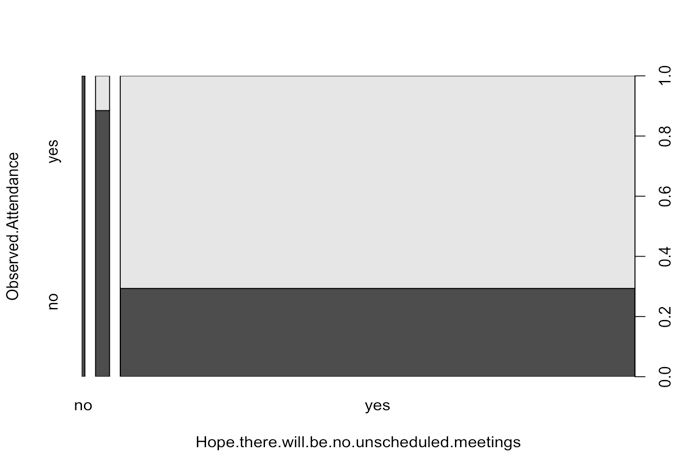 Observed.Attendance
yes
no
1.0
0.8
0.6
0.4
0.2
0.0
no
yes
Hope.there.will.be.no.unscheduled.meetings